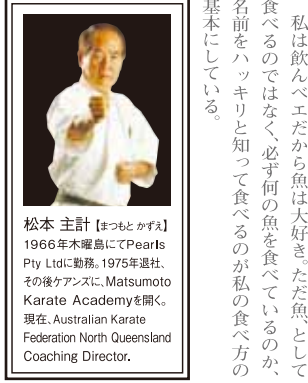 私は飲んべエだから魚は大好き。ただ魚、として
食べるのではなく、必ず何の魚を食べているのか、
名前をハッキリと知って食べるのが私の食べ方の
基本にしている。
松本 主計【まつもと かずえ】
1966年木曜島にてPearls
Pty Ltdに勤務。1975年退社、
その後ケアンズに、Matsumoto
Karate Academyを開く。
現在、Australian Karate
Federation North Queensland
Coaching Director.